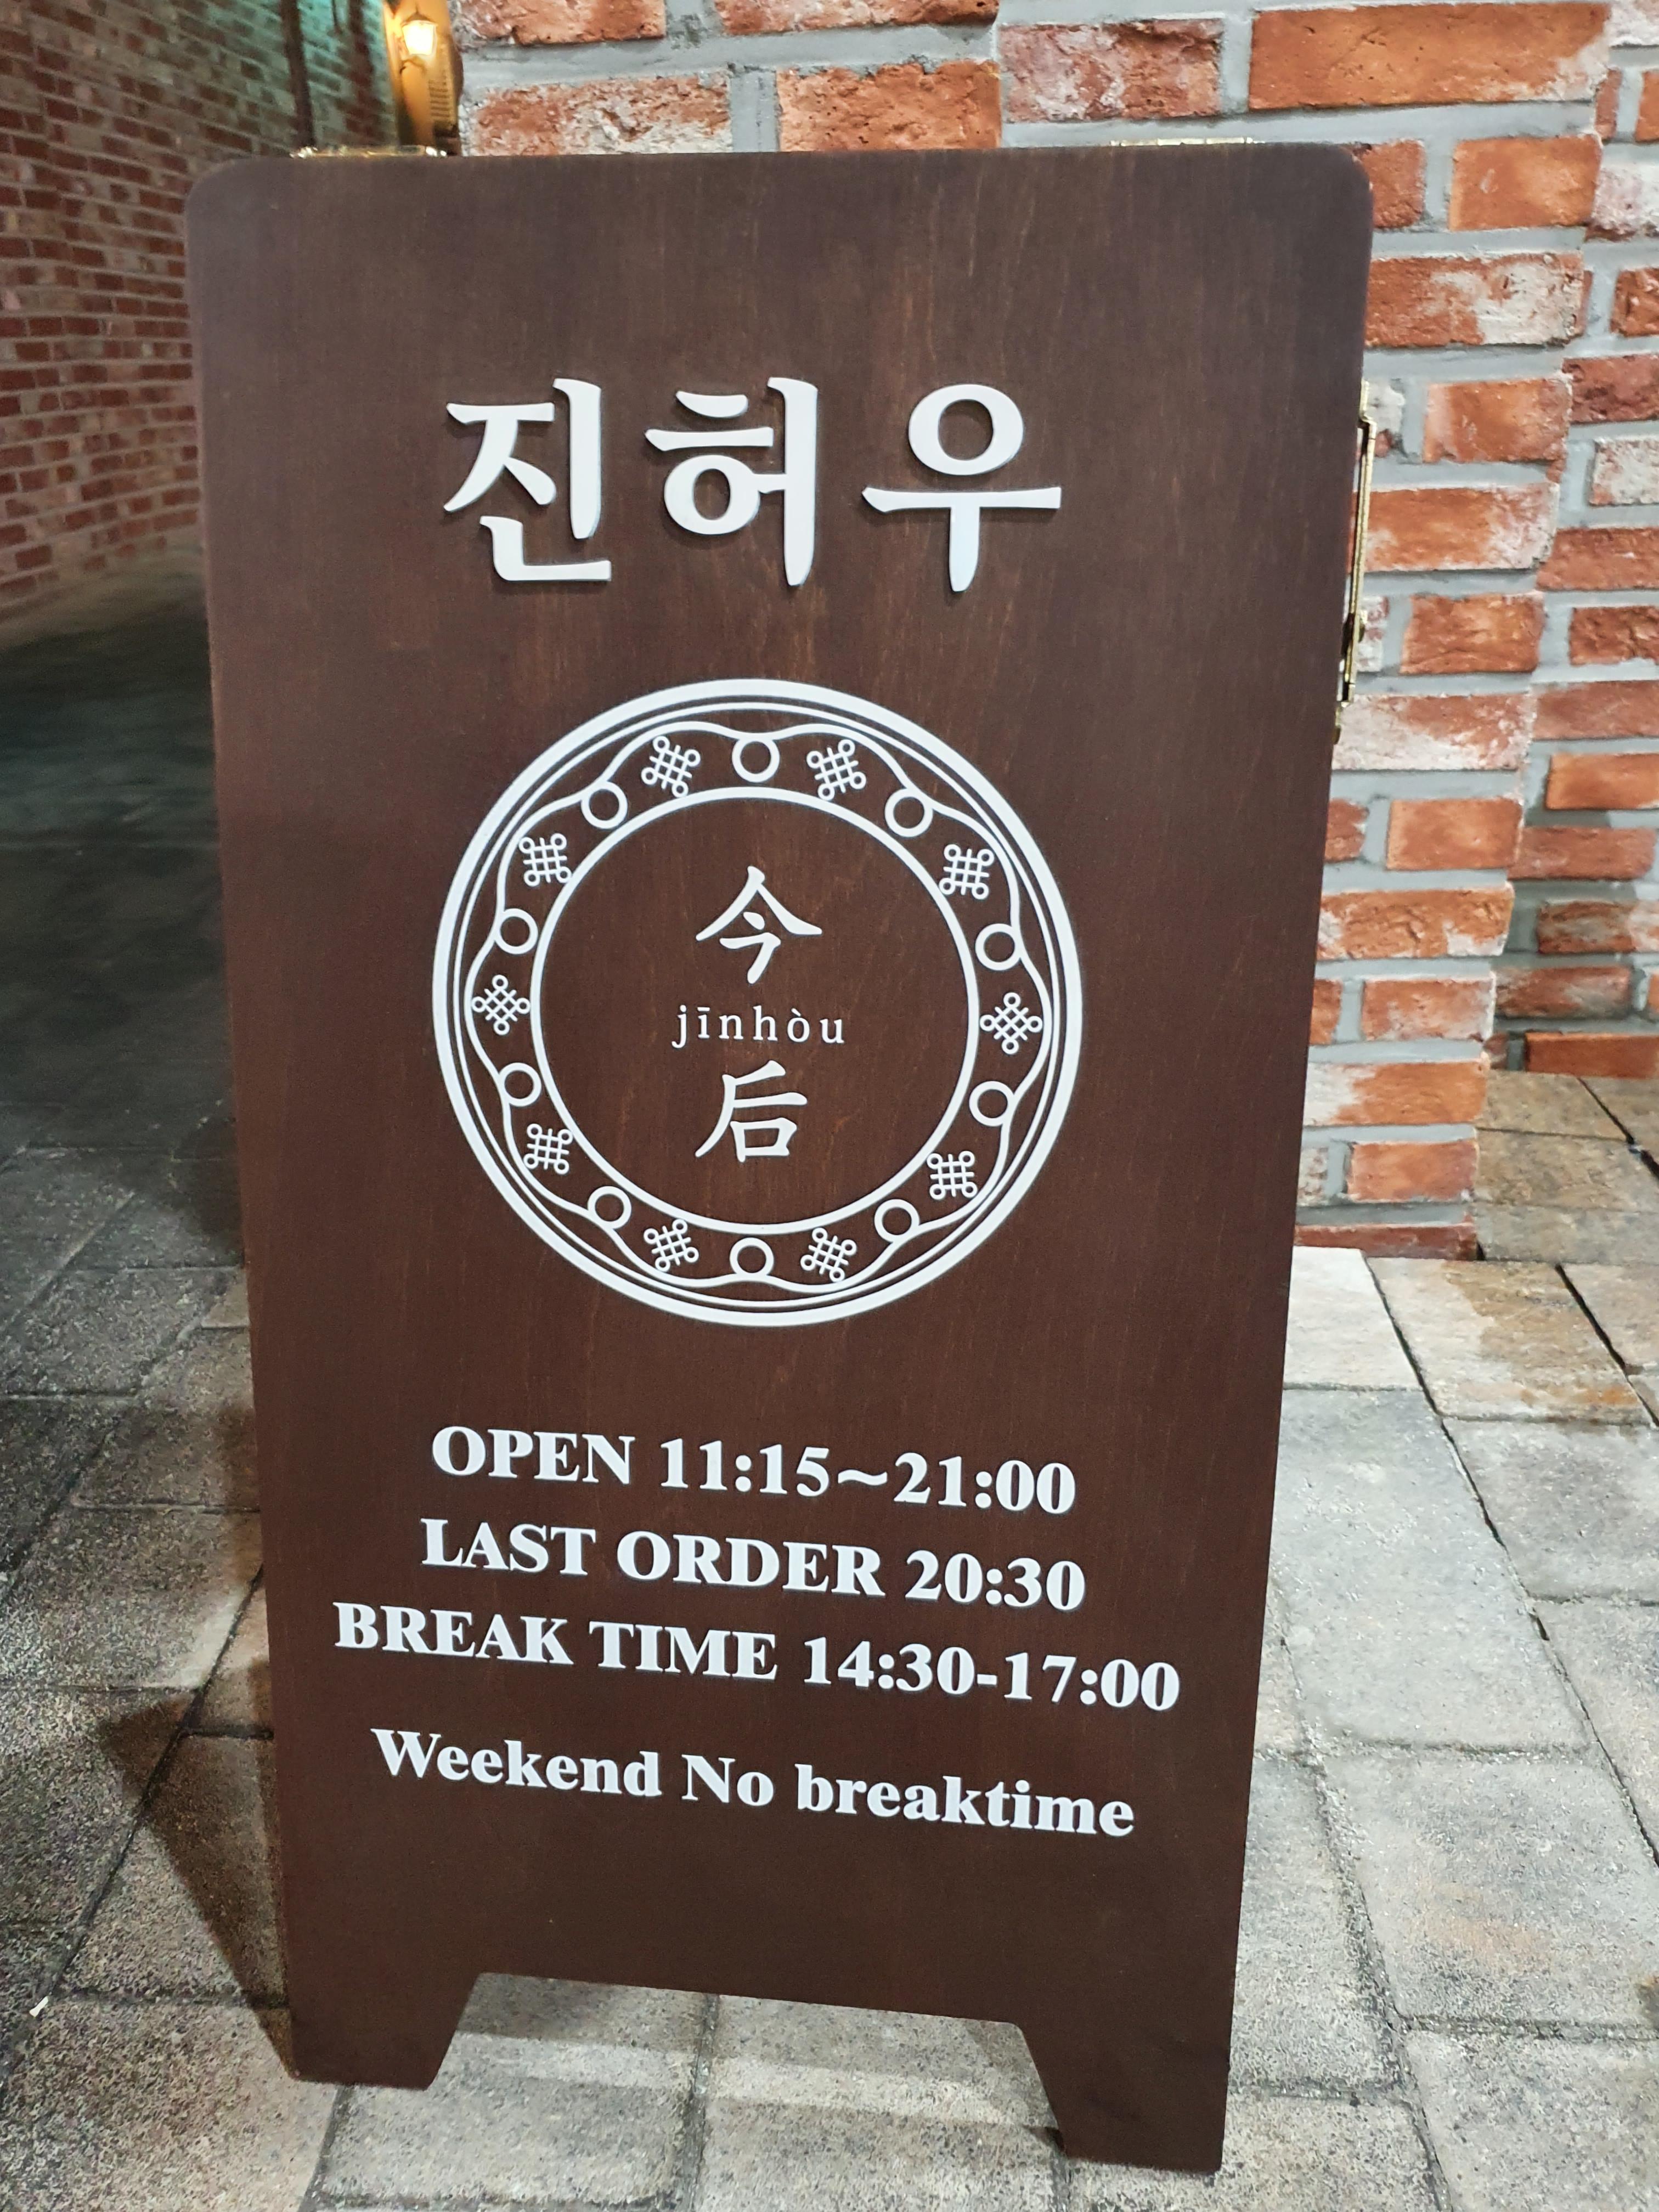 진허우
今
jīnhòu
后
OPEN 11:15~21:00
LAST ORDER 20:30
BREAK TIME 14:30-17:00
Weekend No breaktime